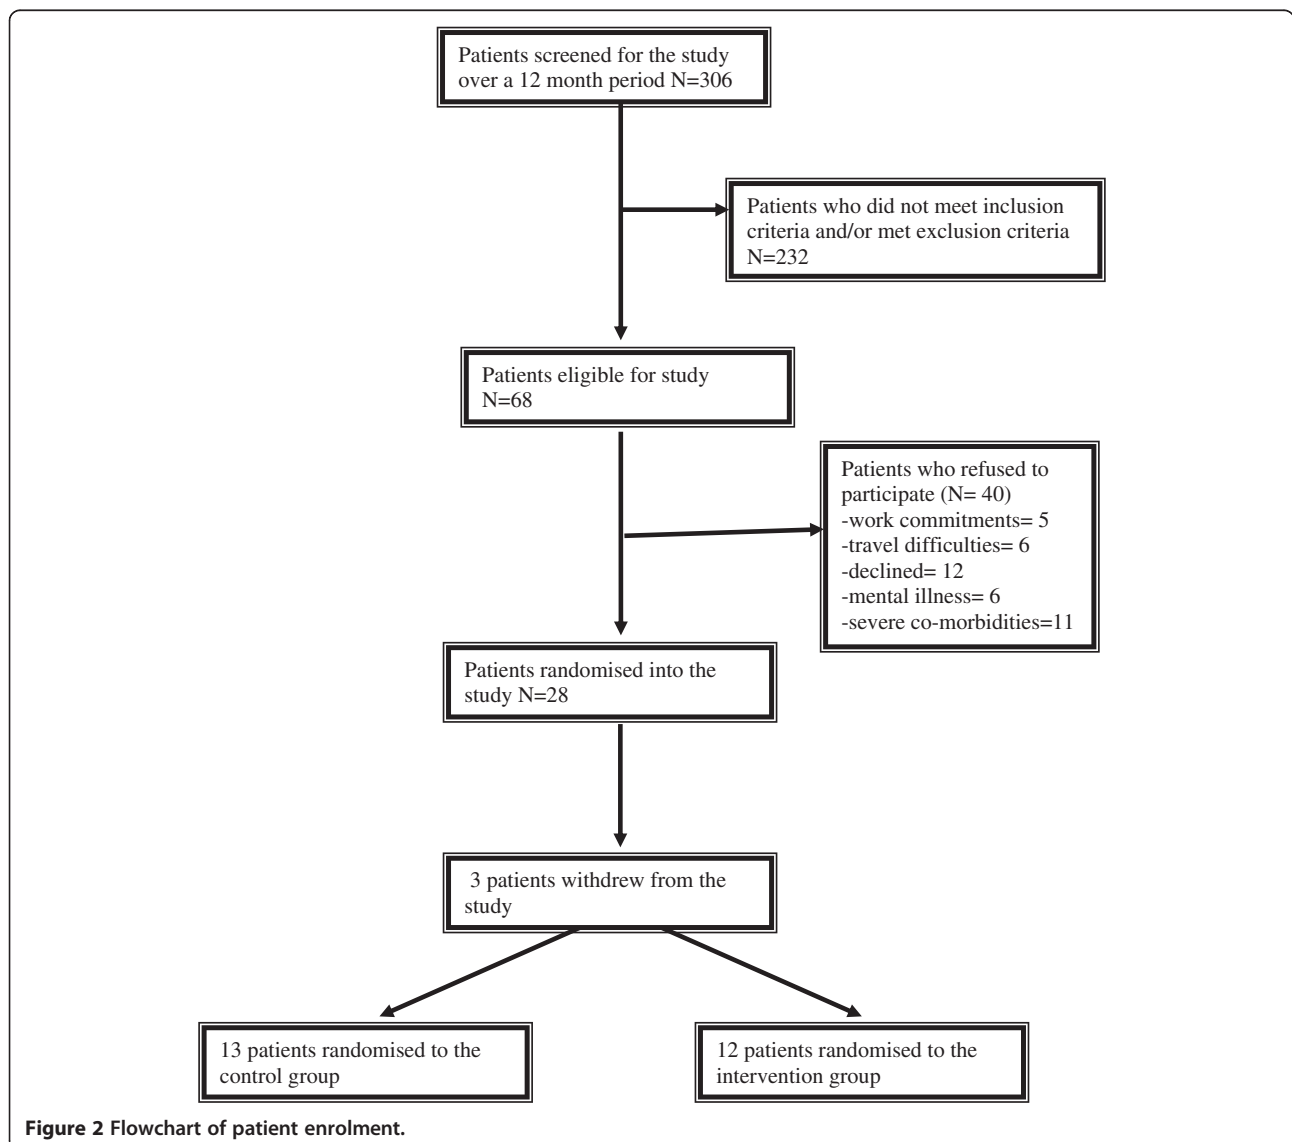 Patients screened for the study
over a 12 month period N=306
Patients who did not meet inclusion
criteria and/or met exclusion criteria
N=232
Patients eligible for study
N=68
Patients who refused to
participate (N= 40)
-work commitments= 5
-travel difficulties= 6
-declined= 12
-mental illness= 6
-severe co-morbidities=11
Patients randomised into the
study N=28
3 patients withdrew from the
study
13 patients randomised to the
control group
12 patients randomised to the
intervention group
Figure 2 Flowchart of patient enrolment.